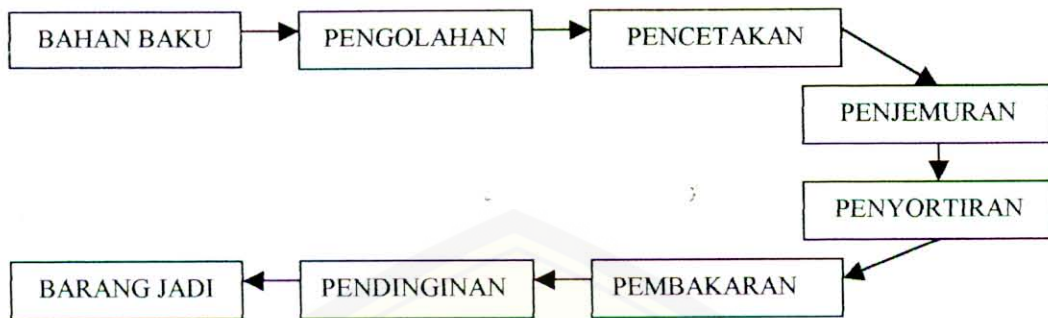 BAHAN BAKU
PENGOLAHAN
PENCETAKAN
PENJEMURAN
PENYORTIRAN
PEMBAKARAN
PENDINGINAN
BARANG JADI